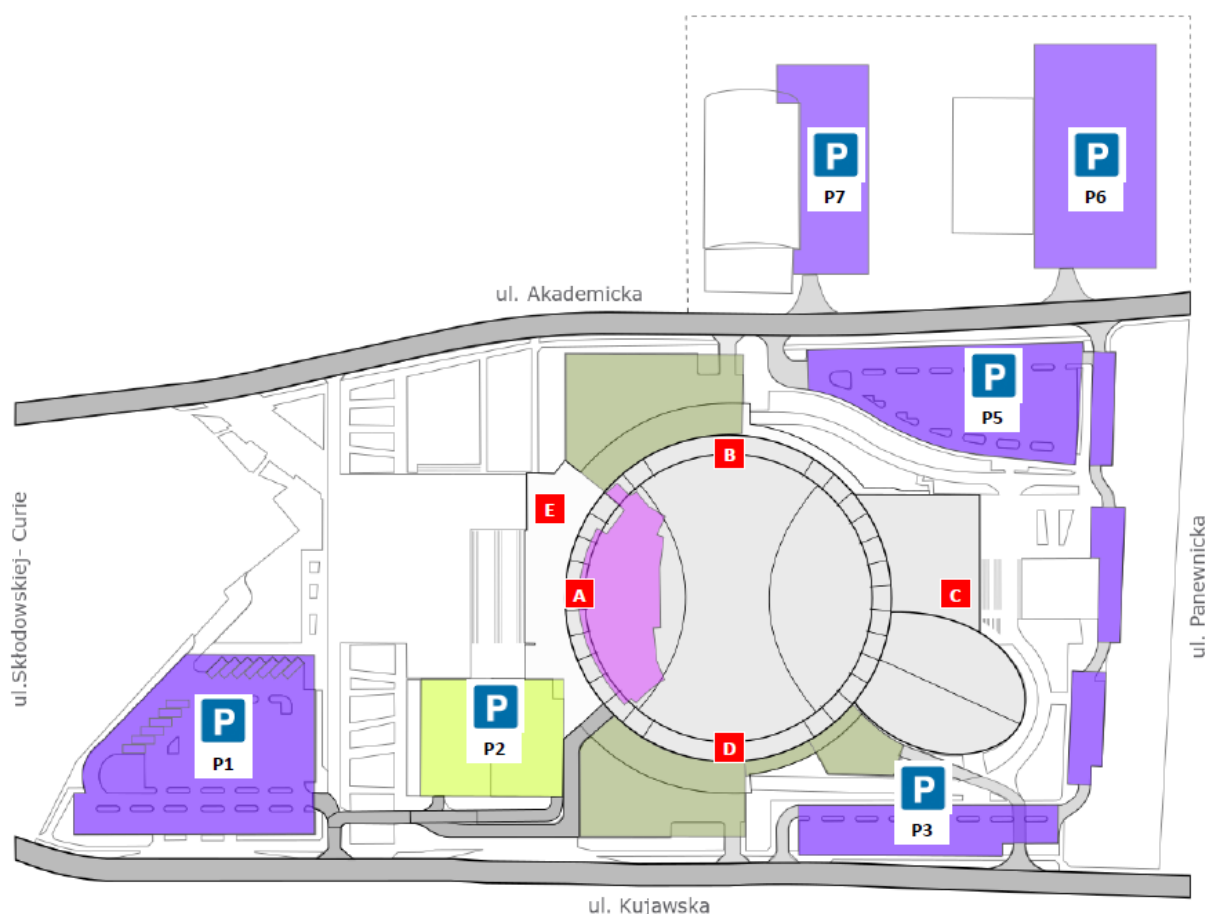 P
P7
P
P6
ul. Akademicka
P
P5
B
E
A
C
ul.Skłodowskiej- Curie
ul. Panewnicka
P
P1
P
P2
D
P
P3
ul. Kujawska